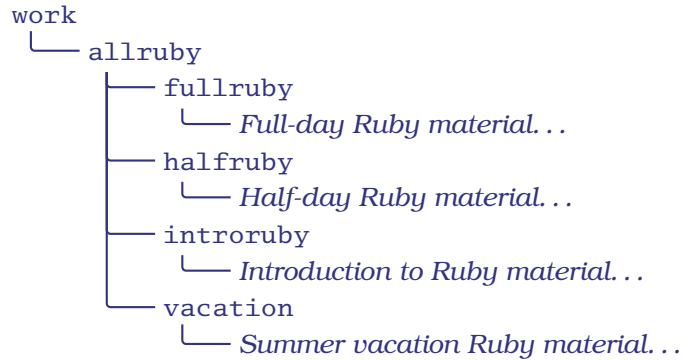 work
allruby
fullruby
Full-day Ruby material. . .
halfruby
Half-day Ruby material. . .
introruby
Introduction to Ruby material. . .
vacation
Summer vacation Ruby material. . .